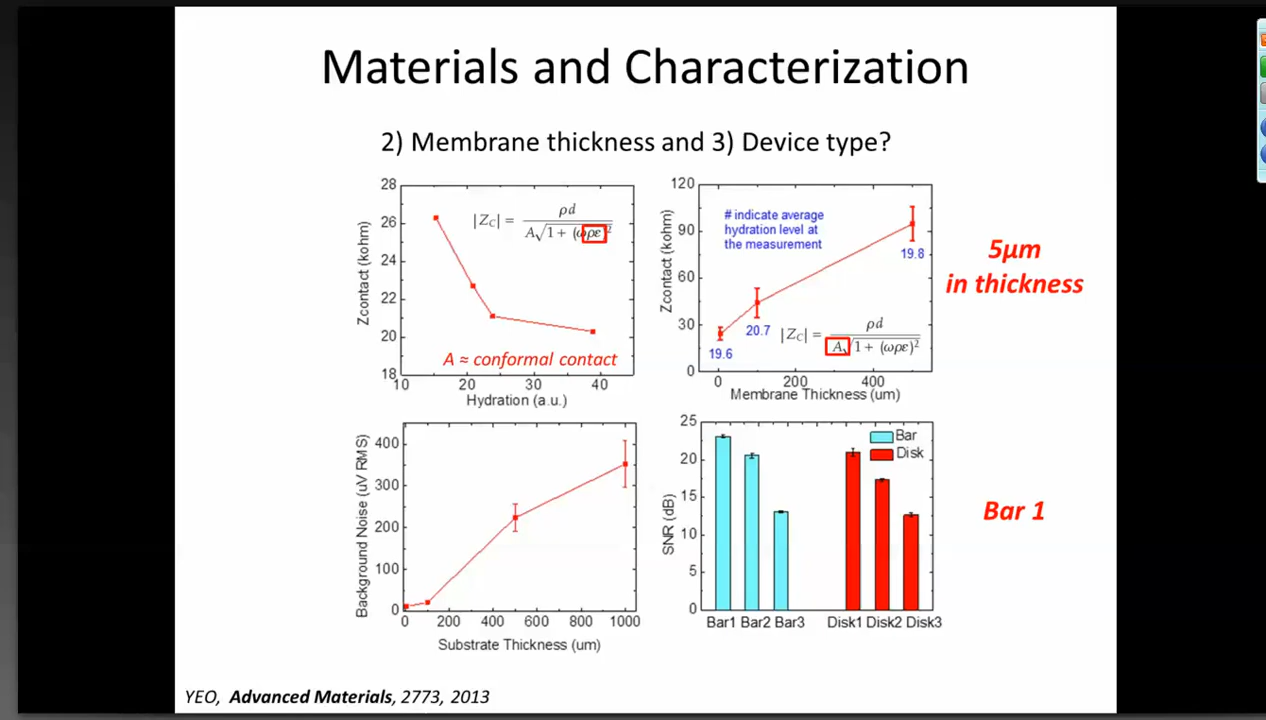 Materials and Characterization
2) Membrane thickness and 3) Device type?
28
26
24
22
20
18
10
20
30
40
Zcontact (kohm)
Hydration (a.u.)
|Z_C| = ρd / A√1 + (ωρε)²
A ≈ conformal contact
120
90
60
30
0
0
200
400
Zcontact (kohm)
Membrane Thickness (um)
# indicate average
hydration level at
the measurement
19.6
20.7
19.8
|Z_C| = ρd / A√1 + (ωρε)²
5μm
in thickness
400
300
200
100
0
0
200
400
600
800
1000
Background Noise (uV RMS)
Substrate Thickness (um)
25
20
15
10
5
0
SNR (dB)
Bar
Disk
Bar1 Bar2 Bar3
Disk1 Disk2 Disk3
Bar 1
YEO, Advanced Materials, 2773, 2013